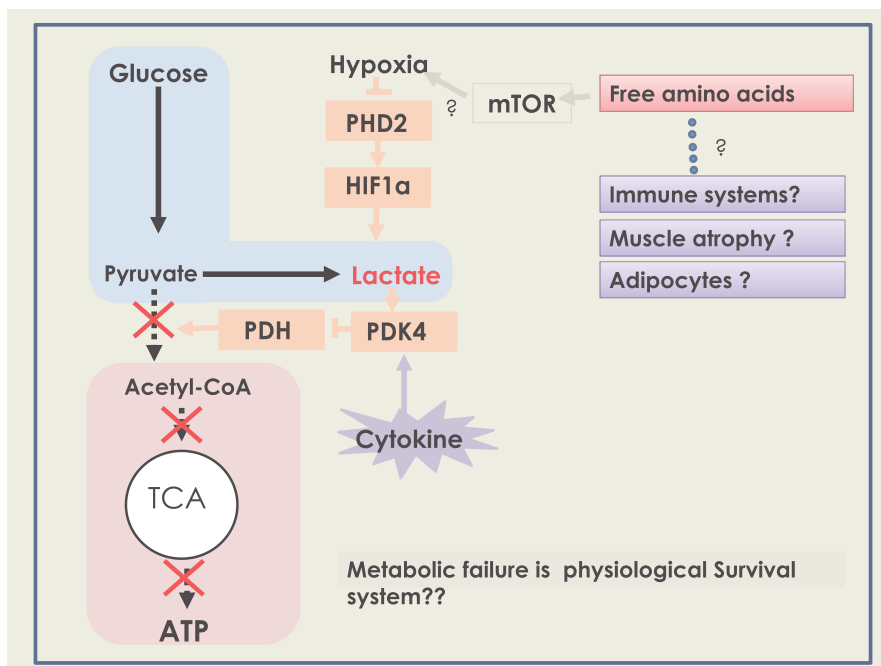 Glucose
Hypoxia
mTOR
Free amino acids
?
PHD2
?
HIF1a
Immune systems?
Muscle atrophy ?
Pyruvate
Lactate
Adipocytes ?
PDH
PDK4
Acetyl-CoA
Cytokine
TCA
Metabolic failure is physiological Survival
system??
ATP